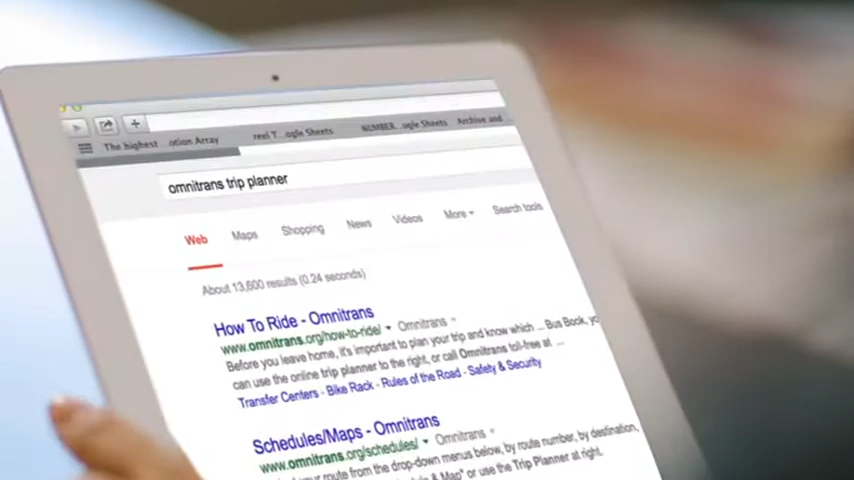 The highest ...otion Array
reel T...ogle Sheets
NUMBER...ogle Sheets
Archive and
omnitrans trip planner
Web Maps Shopping News Videos More Search tools
About 13,600 results (0.24 seconds)
How To Ride - Omnitrans
www.omnitrans.org/how-to-ride/ Omnitrans
Before you leave home, it's important to plan your trip and know which ... Bus Book, yo
can use the online trip planner to the right, or call Omnitrans toll-free at ...
Transfer Centers - Bike Rack - Rules of the Road - Safety & Security
Schedules/Maps - Omnitrans
www.omnitrans.org/schedules/ Omnitrans
your route from the drop-down menus below, by route number, by destination,
& Map" or use the Trip Planner at right.